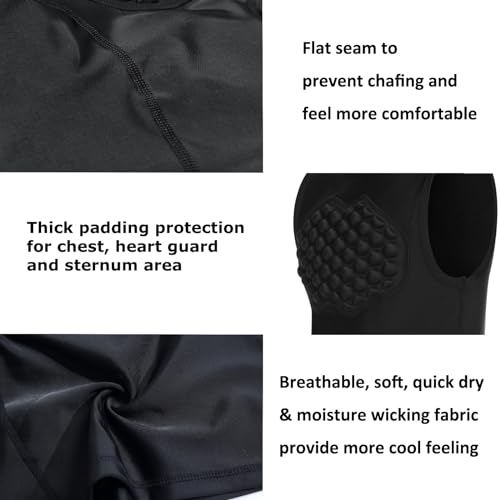 Flat seam to
prevent chafing and
feel more comfortable
Thick padding protection
for chest, heart guard
and sternum area
Breathable, soft, quick dry
& moisture wicking fabric
provide more cool feeling